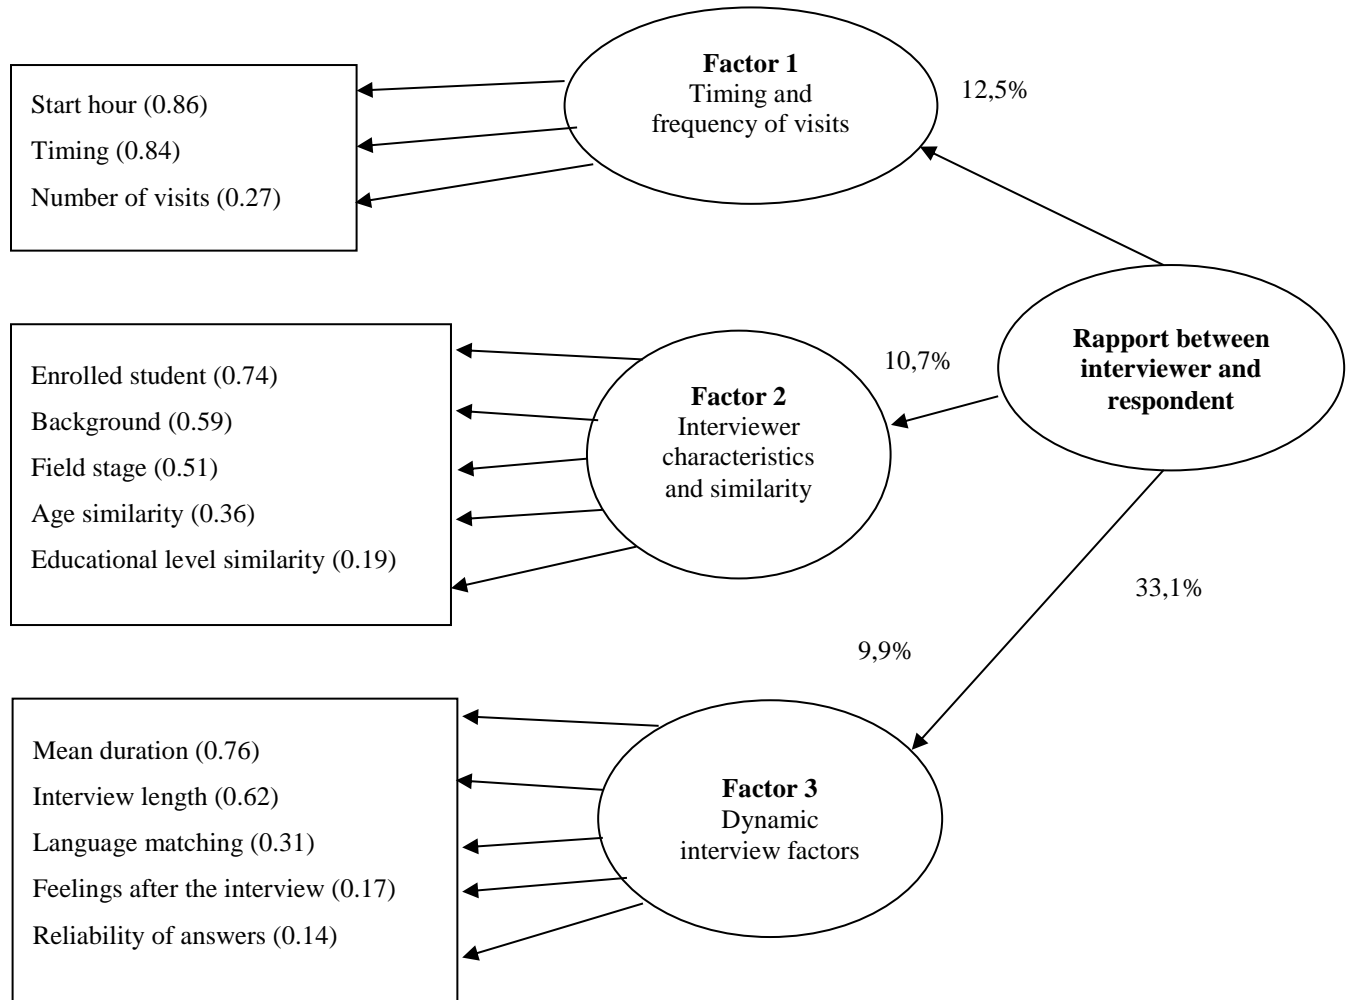 Factor 1
Timing and
frequency of visits
12,5%
Start hour (0.86)
Timing (0.84)
Number of visits (0.27)
Rapport between
interviewer and
respondent
10,7%
Factor 2
Interviewer
characteristics
and similarity
Enrolled student (0.74)
Background (0.59)
Field stage (0.51)
Age similarity (0.36)
Educational level similarity (0.19)
33,1%
9,9%
Factor 3
Dynamic
interview factors
Mean duration (0.76)
Interview length (0.62)
Language matching (0.31)
Feelings after the interview (0.17)
Reliability of answers (0.14)